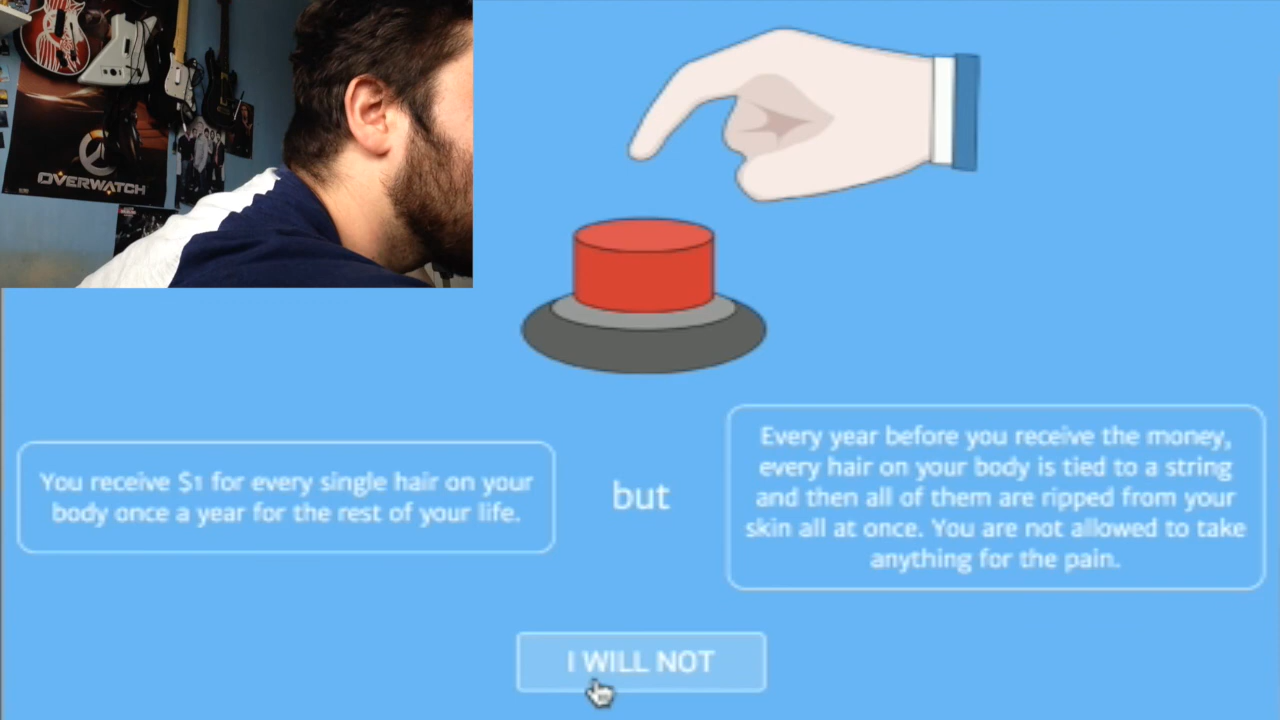 OVERWATCH
You receive $1 for every single hair on your
body once a year for the rest of your life.
but
Every year before you receive the money,
every hair on your body is tied to a string
and then all of them are ripped from your
skin all at once. You are not allowed to take
anything for the pain.
I WILL NOT